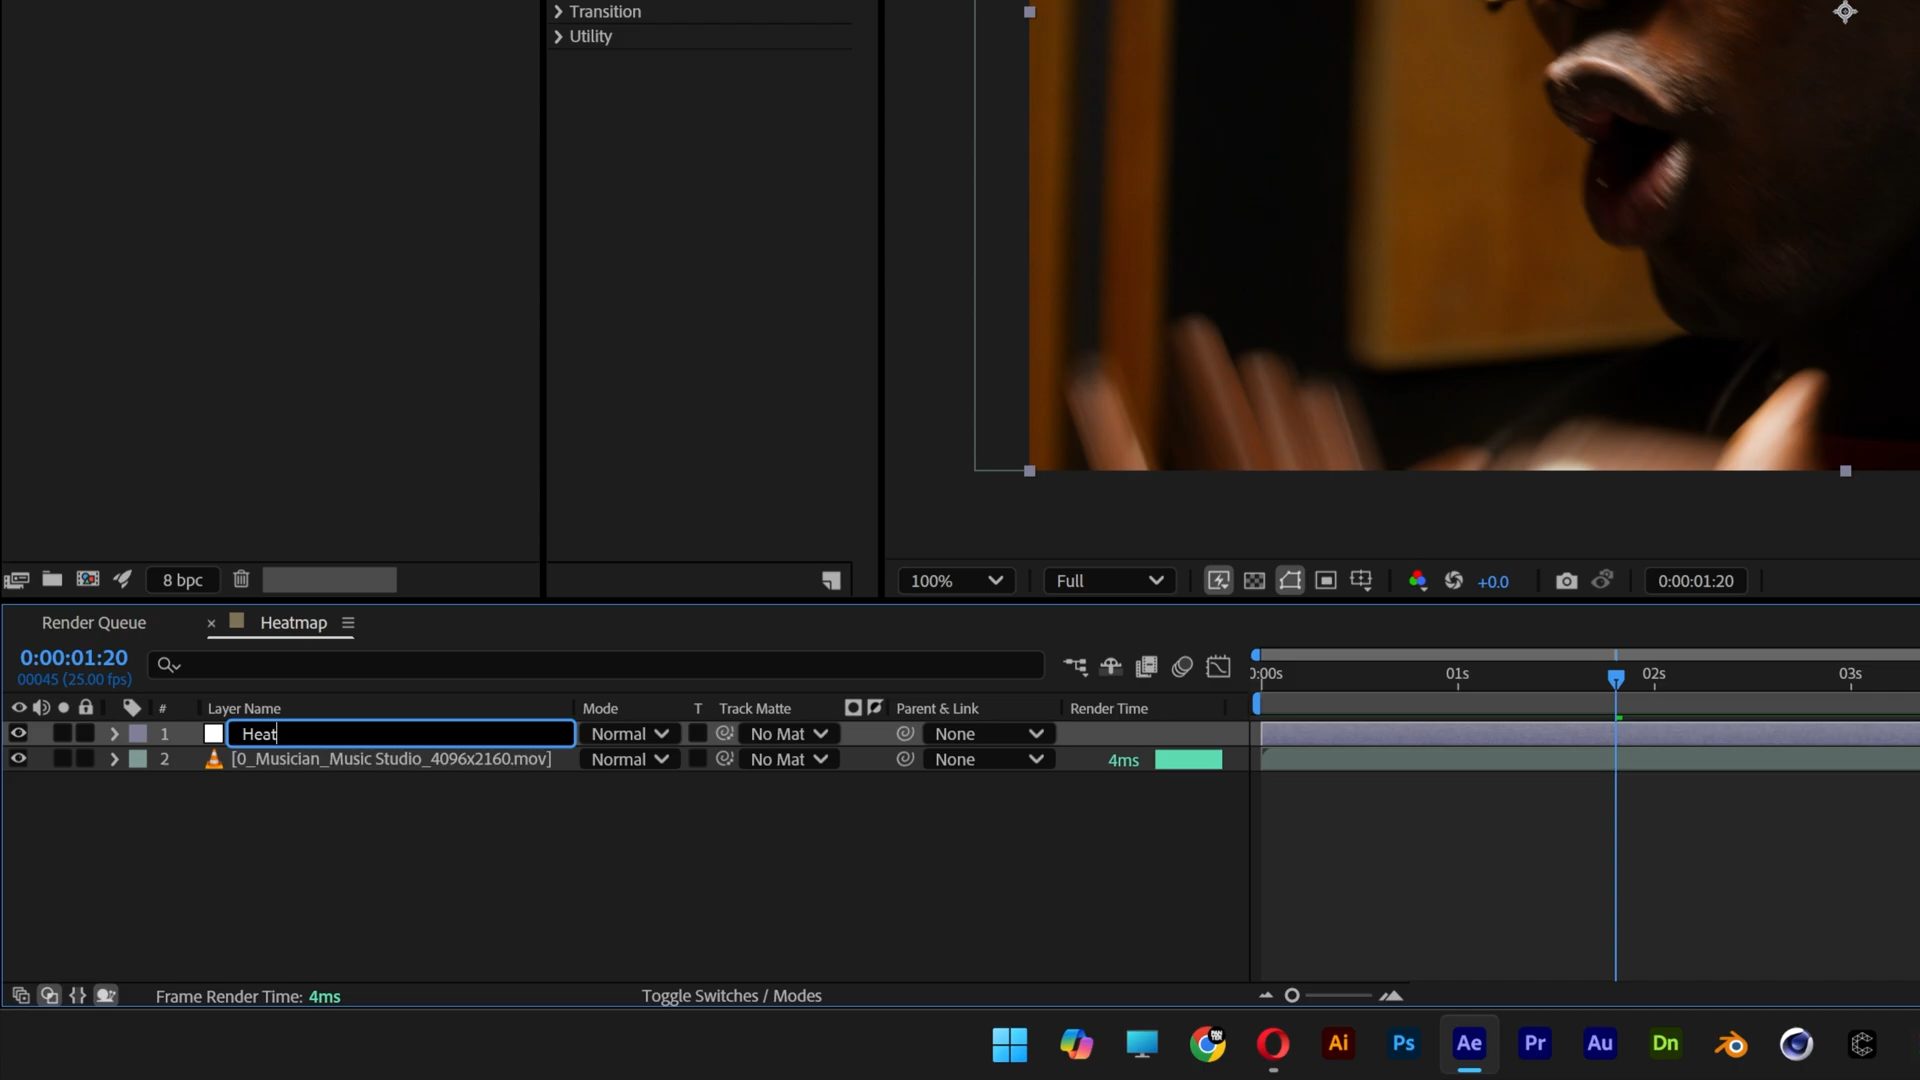 Transition
Utility
8 bpc
100%
Full
+0.0
0:00:01:20
Render Queue
× Heatmap
0:00:01:20
00045 (25.00 fps)
0:00s 01s 02s 03s
# Layer Name Mode T Track Matte Parent & Link Render Time
1 Heat Normal No Mat None
2 [0_Musician_Music Studio_4096x2160.mov] Normal No Mat None 4ms
Frame Render Time: 4ms
Toggle Switches / Modes
Ai Ps Ae Pr Au Dn